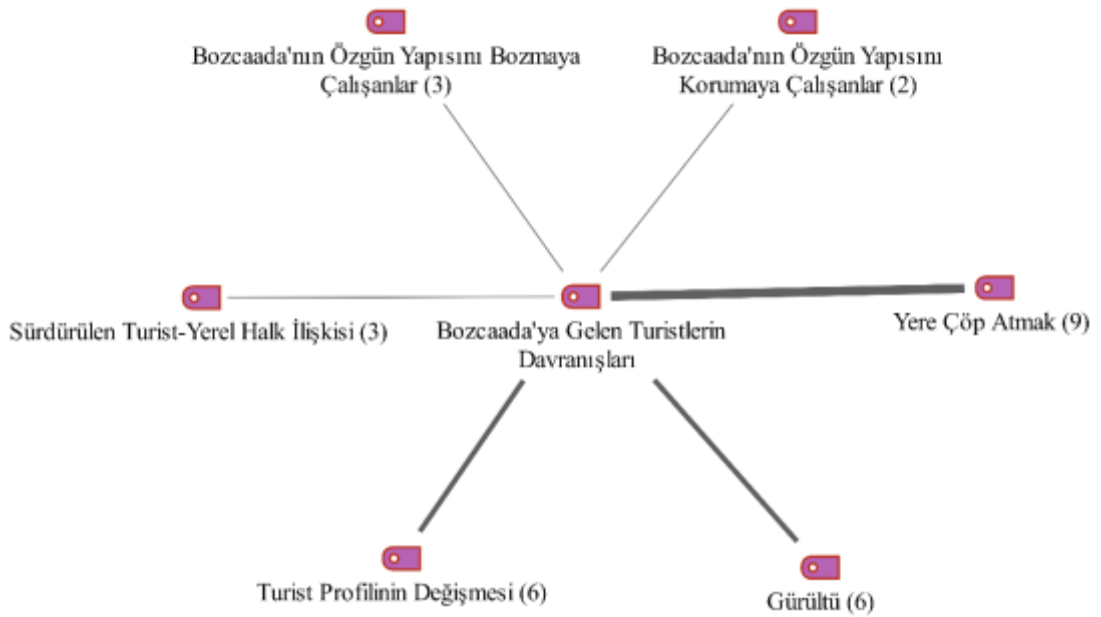 Bozcaada'nın Özgün Yapısını Bozmaya
Çalışanlar (3)
Bozcaada'nın Özgün Yapısını
Korumaya Çalışanlar (2)
Sürdürülen Turist-Yerel Halk İlişkisi (3)
Bozcaada'ya Gelen Turistlerin
Davranışları
Yere Çöp Atmak (9)
Turist Profilinin Değişmesi (6)
Gürültü (6)